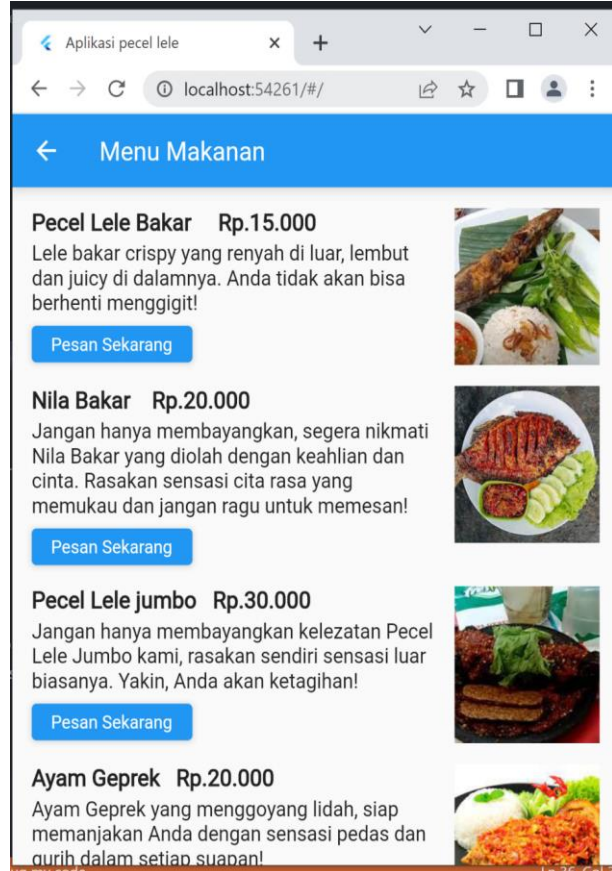 Aplikasi pecel lele
localhost:54261/#/
Menu Makanan
Pecel Lele Bakar Rp.15.000
Lele bakar crispy yang renyah di luar, lembut
dan juicy di dalamnya. Anda tidak akan bisa
berhenti menggigit!
Pesan Sekarang
Nila Bakar Rp.20.000
Jangan hanya membayangkan, segera nikmati
Nila Bakar yang diolah dengan keahlian dan
cinta. Rasakan sensasi cita rasa yang
memukau dan jangan ragu untuk memesan!
Pesan Sekarang
Pecel Lele jumbo Rp.30.000
Jangan hanya membayangkan kelezatan Pecel
Lele Jumbo kami, rasakan sendiri sensasi luar
biasanya. Yakin, Anda akan ketagihan!
Pesan Sekarang
Ayam Geprek Rp.20.000
Ayam Geprek yang menggoyang lidah, siap
memanjakan Anda dengan sensasi pedas dan
gurih dalam setiap suapan!